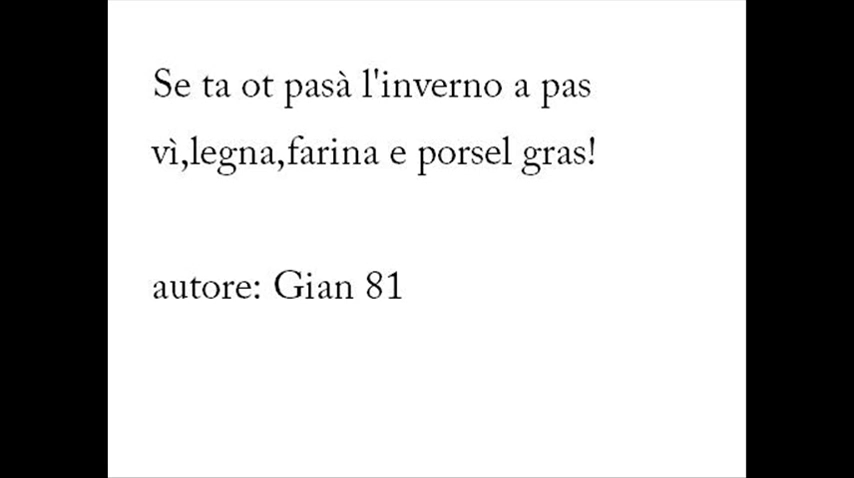 Se ta ot pasà l'inverno a pas
vì,legna,farina e porsel gras!
autore: Gian 81